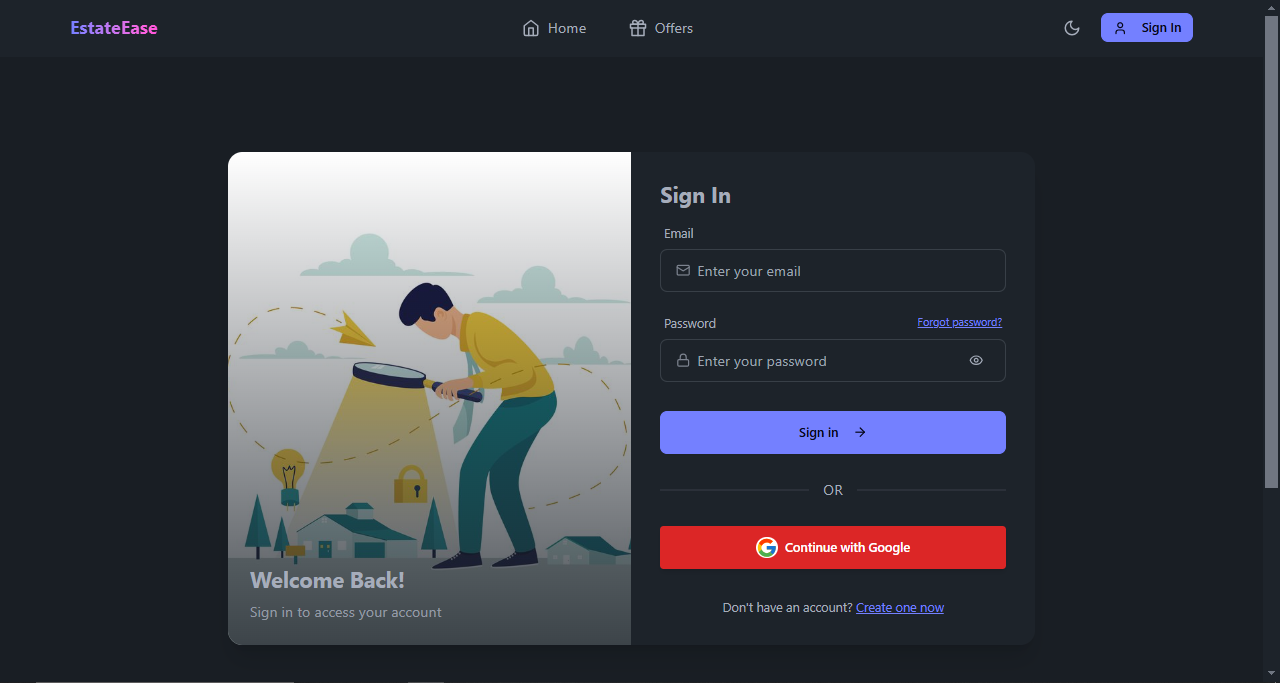 EstateEase
Home
Offers
Sign In
Sign In
Email
Enter your email
Password
Forgot password?
Enter your password
Sign in
OR
Continue with Google
Don't have an account? Create one now
Welcome Back!
Sign in to access your account